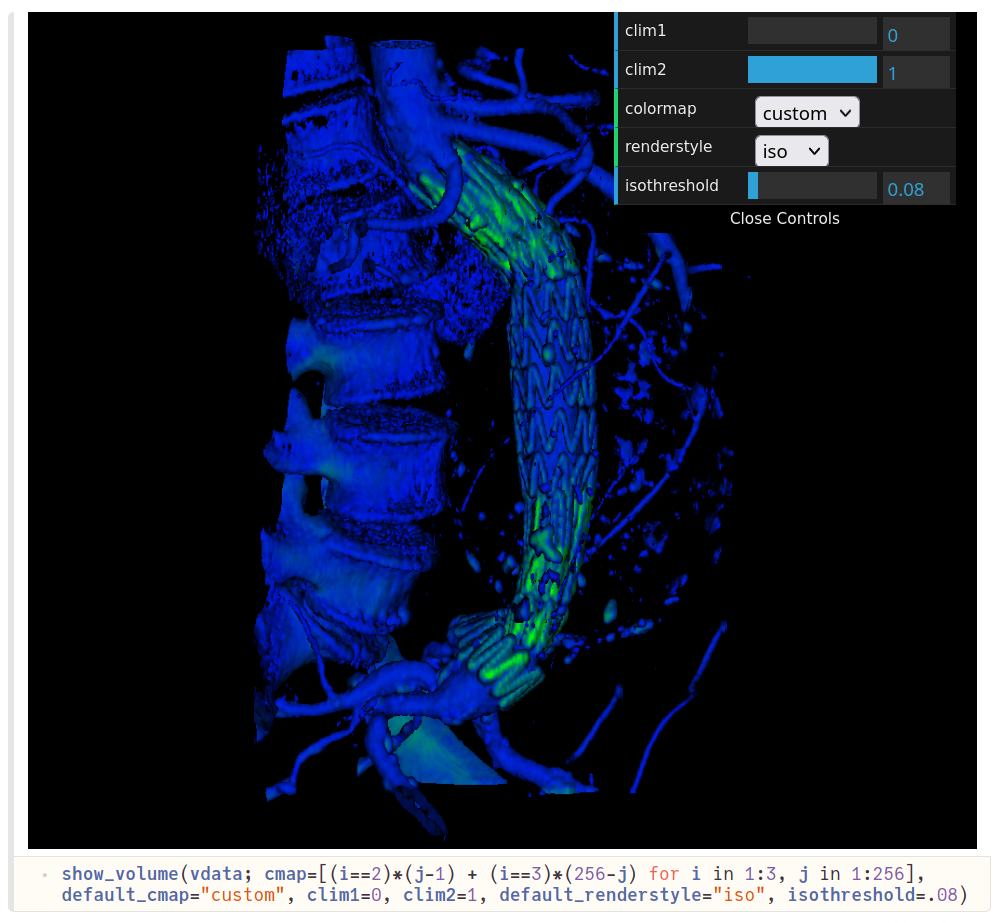 clim1 0
clim2 1
colormap custom
renderstyle iso
isothreshold 0.08
Close Controls
show_volume(vdata; cmap=[(i==2)*(j-1) + (i==3)*(256-j) for i in 1:3, j in 1:256],
default_cmap="custom", clim1=0, clim2=1, default_renderstyle="iso", isothreshold=.08)